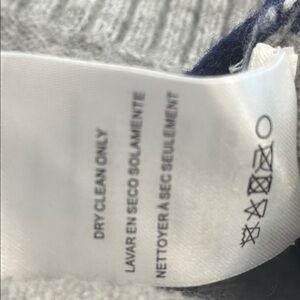 DRY CLEAN ONLY
LAVAR EN SECO SOLAMENTE
NETTOYER À SEC SEULEMENT